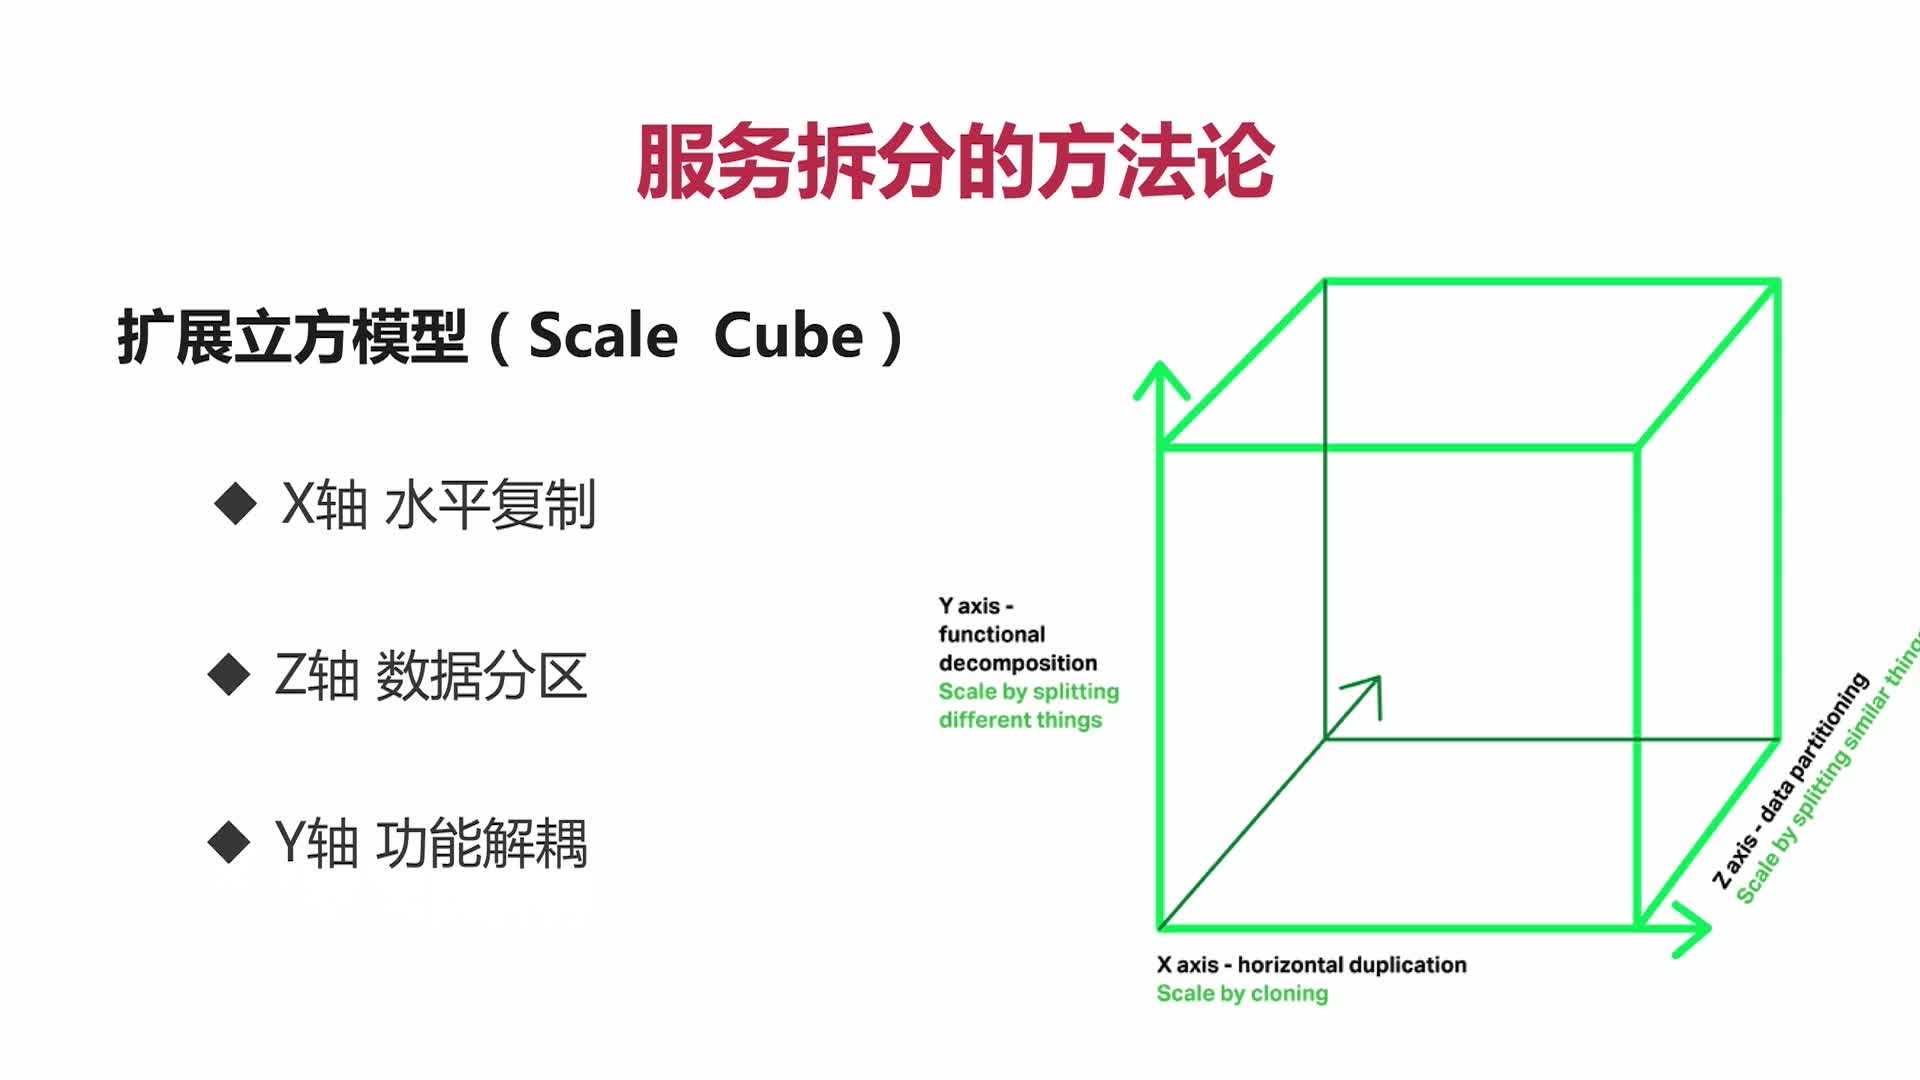 服务拆分的方法论
扩展立方模型（Scale Cube）
◆ X轴 水平复制
◆ Z轴 数据分区
◆ Y轴 功能解耦
Y axis -
functional
decomposition
Scale by splitting
different things
Z axis - data partitioning
Scale by splitting similar things
X axis - horizontal duplication
Scale by cloning